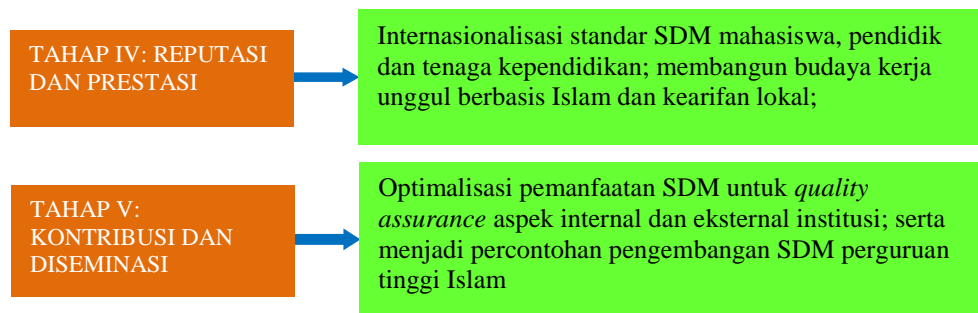 TAHAP IV: REPUTASI
DAN PRESTASI
Internasionalisasi standar SDM mahasiswa, pendidik
dan tenaga kependidikan; membangun budaya kerja
unggul berbasis Islam dan kearifan lokal;
TAHAP V:
KONTRIBUSI DAN
DISEMINASI
Optimalisasi pemanfaatan SDM untuk quality
assurance aspek internal dan eksternal institusi; serta
menjadi percontohan pengembangan SDM perguruan
tinggi Islam